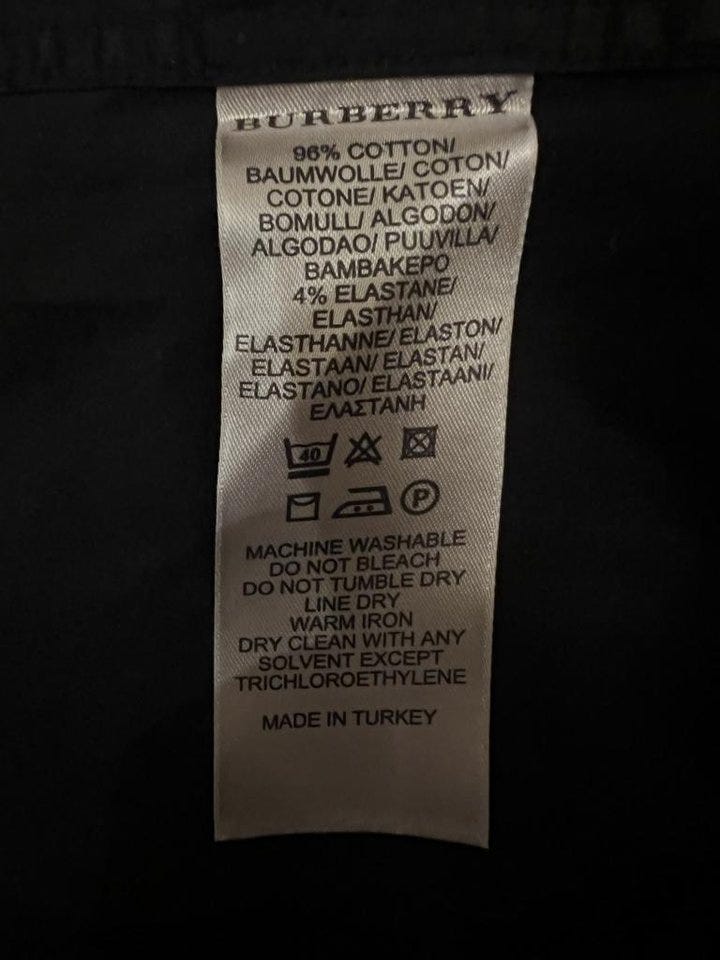 BURBERRY
96% COTTON/
BAUMWOLLE/ COTON/
COTONE/ KATOEN/
BOMULL/ ALGODON/
ALGODAO/ PUUVILLA/
BAMBAKEPO
4% ELASTANE/
ELASTHAN/
ELASTHANNE/ ELASTON/
ELASTAAN/ ELASTAN/
ELASTANO/ ELASTAANI/
ΕΛΑΣΤΑΝΗ
40
P
MACHINE WASHABLE
DO NOT BLEACH
DO NOT TUMBLE DRY
LINE DRY
WARM IRON
DRY CLEAN WITH ANY
SOLVENT EXCEPT
TRICHLOROETHYLENE
MADE IN TURKEY